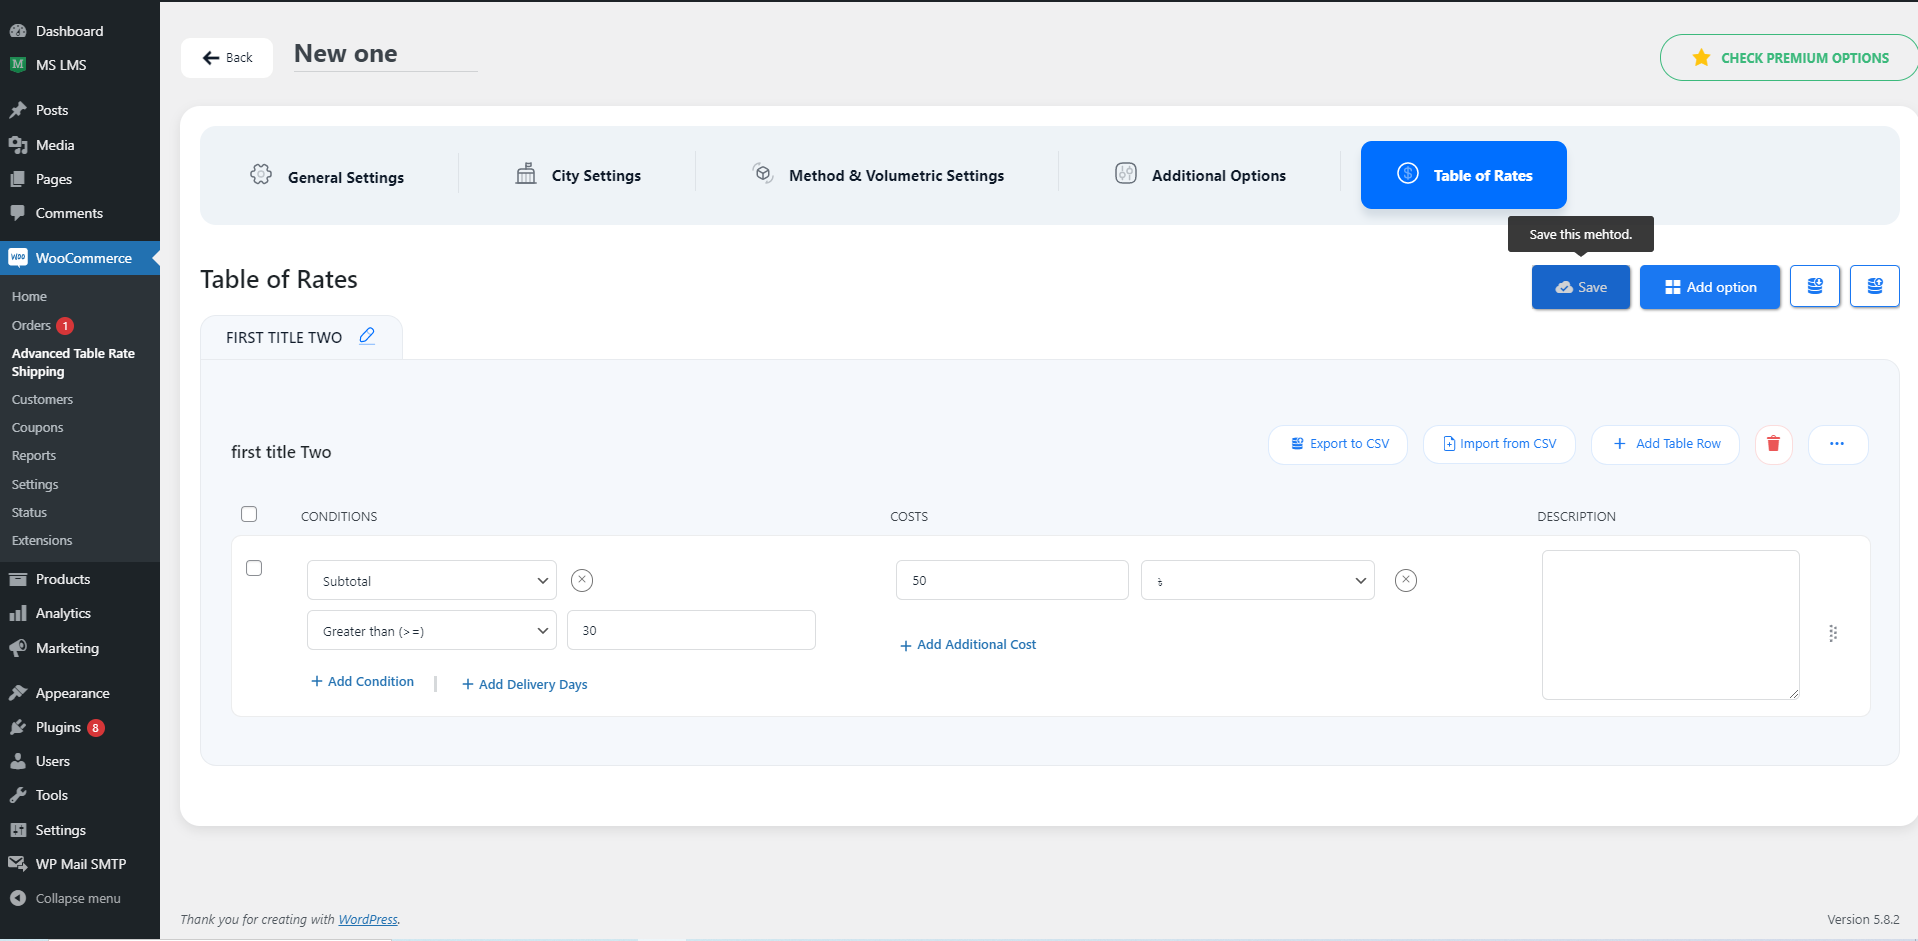 Dashboard
MS LMS
Posts
Media
Pages
Comments
WooCommerce
Home
Orders 1
Advanced Table Rate
Shipping
Customers
Coupons
Reports
Settings
Status
Extensions
Products
Analytics
Marketing
Appearance
Plugins 8
Users
Tools
Settings
WP Mail SMTP
Collapse menu
Back
New one
CHECK PREMIUM OPTIONS
General Settings
City Settings
Method & Volumetric Settings
Additional Options
Table of Rates
Save this mehtod.
Table of Rates
Save
Add option
FIRST TITLE TWO
first title Two
Export to CSV
Import from CSV
+ Add Table Row
...
CONDITIONS
COSTS
DESCRIPTION
Subtotal
50
Greater than (>=)
30
+ Add Additional Cost
+ Add Condition
+ Add Delivery Days
Thank you for creating with WordPress.
Version 5.8.2